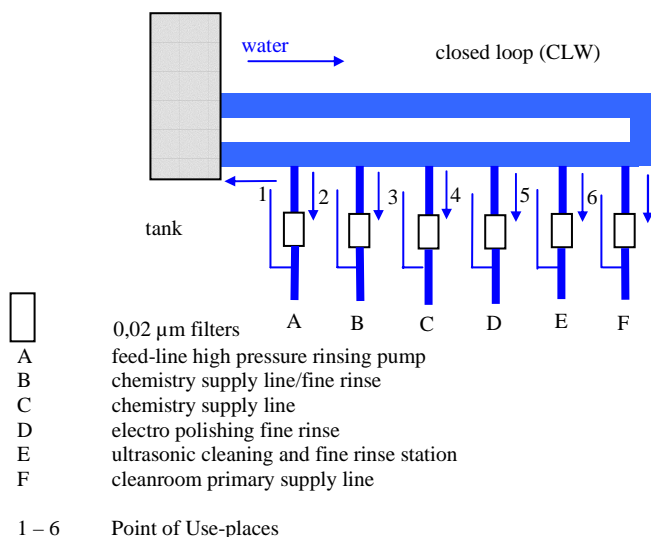 water
closed loop (CLW)
1 2 3 4 5 6
tank
A B C D E F
0,02 µm filters
A feed-line high pressure rinsing pump
B chemistry supply line/fine rinse
C chemistry supply line
D electro polishing fine rinse
E ultrasonic cleaning and fine rinse station
F cleanroom primary supply line
1 – 6 Point of Use-places